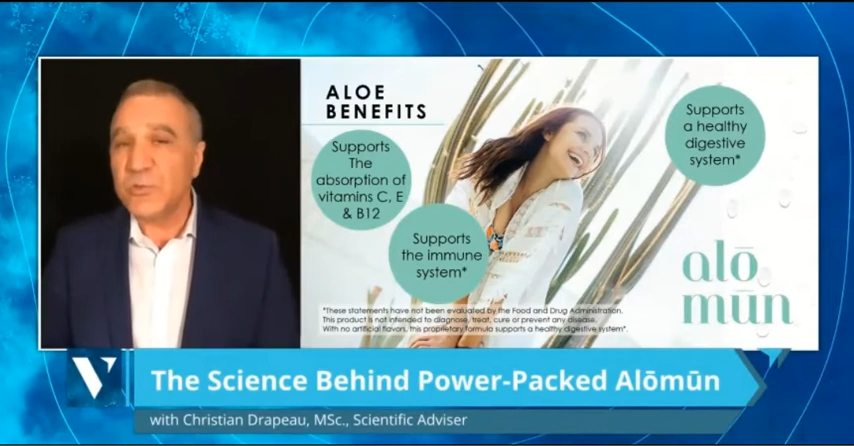 ALOE
BENEFITS
Supports
The
absorption of
vitamins C, E
& B12
Supports
the immune
system*
Supports
a healthy
digestive
system*
alō
mūn
*These statements have not been evaluated by the Food and Drug Administration.
This product is not intended to diagnose, treat, cure or prevent any disease.
With no artificial flavors, this proprietary formula supports a healthy digestive system*.
V
The Science Behind Power-Packed Alōmūn
with Christian Drapeau, MSc., Scientific Adviser